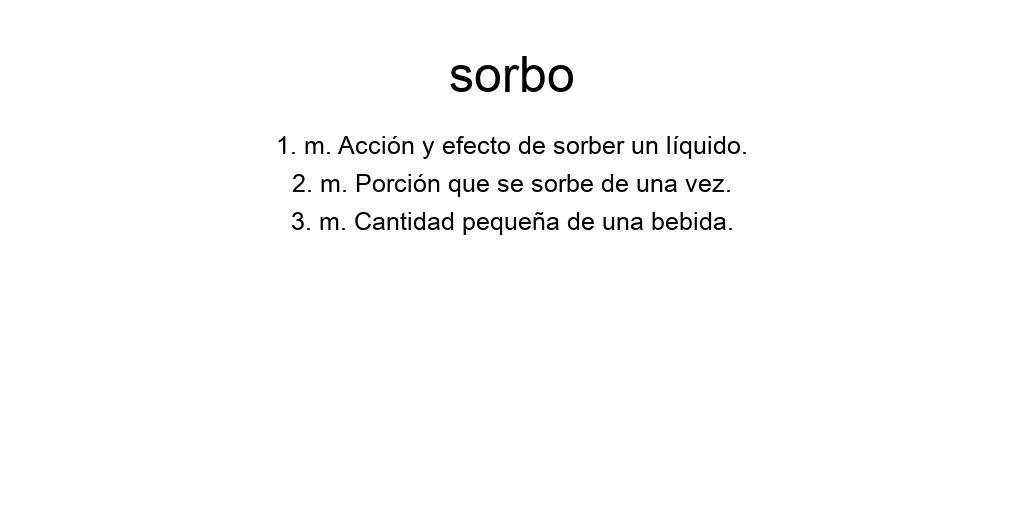 sorbo
1. m. Acción y efecto de sorber un líquido.
2. m. Porción que se sorbe de una vez.
3. m. Cantidad pequeña de una bebida.